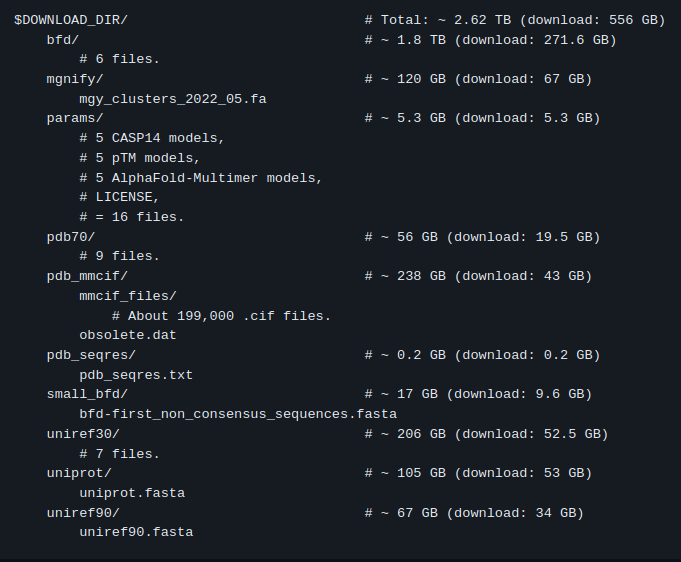 $DOWNLOAD_DIR/                             # Total: ~ 2.62 TB (download: 556 GB)
    bfd/                                   # ~ 1.8 TB (download: 271.6 GB)
        # 6 files.
    mgnify/                                # ~ 120 GB (download: 67 GB)
        mgy_clusters_2022_05.fa
    params/                                # ~ 5.3 GB (download: 5.3 GB)
        # 5 CASP14 models,
        # 5 pTM models,
        # 5 AlphaFold-Multimer models,
        # LICENSE,
        # = 16 files.
    pdb70/                                 # ~ 56 GB (download: 19.5 GB)
        # 9 files.
    pdb_mmcif/                             # ~ 238 GB (download: 43 GB)
        mmcif_files/
            # About 199,000 .cif files.
        obsolete.dat
    pdb_seqres/                            # ~ 0.2 GB (download: 0.2 GB)
        pdb_seqres.txt
    small_bfd/                             # ~ 17 GB (download: 9.6 GB)
        bfd-first_non_consensus_sequences.fasta
    uniref30/                              # ~ 206 GB (download: 52.5 GB)
        # 7 files.
    uniprot/                               # ~ 105 GB (download: 53 GB)
        uniprot.fasta
    uniref90/                              # ~ 67 GB (download: 34 GB)
        uniref90.fasta